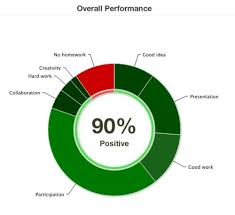 Overall Performance
No homework
Good idea
Creativity
Hard work
Collaboration
Presentation
90%
Positive
Good work
Participation